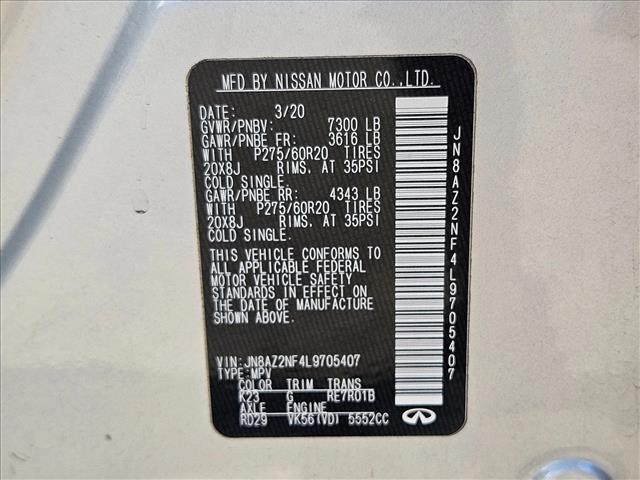 MFD BY NISSAN MOTOR CO.,LTD.
DATE: 3/20
GVWR/PNBV: 7300 LB
GAWR/PNBE FR: 3616 LB
WITH P275/60R20 TIRES
20X8J RIMS. AT 35PSI
COLD SINGLE.
GAWR/PNBE RR: 4343 LB
WITH P275/60R20 TIRES
20X8J RIMS. AT 35PSI
COLD SINGLE.
THIS VEHICLE CONFORMS TO
ALL APPLICABLE FEDERAL
MOTOR VEHICLE SAFETY
STANDARDS IN EFFECT ON
THE DATE OF MANUFACTURE
SHOWN ABOVE.
VIN:JN8AZ2NF4L9705407
TYPE:MPV
COLOR TRIM TRANS
K23 G RE7R01B
AXLE ENGINE
RD29 VK56(VD) 5552CC
JN8AZ2NF4L9705407